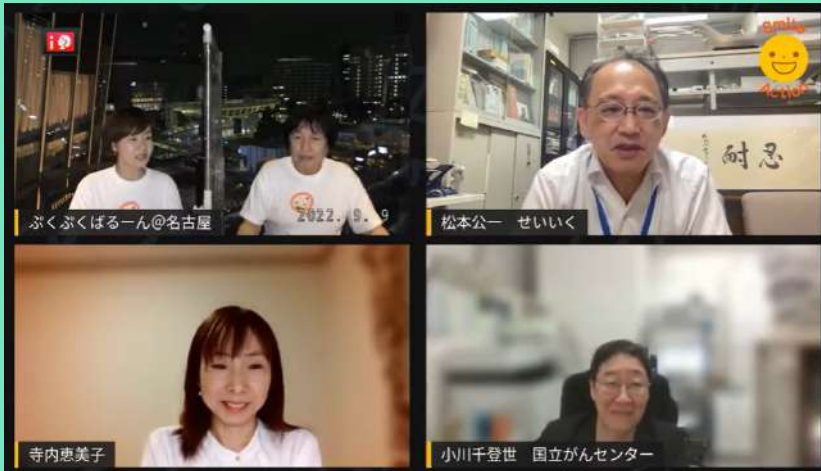 smile
Action
忍耐
2022. 9. 9
ぷくぷくばるーん@名古屋
松本公一 せいいく
寺内恵美子
小川千登世 国立がんセンター